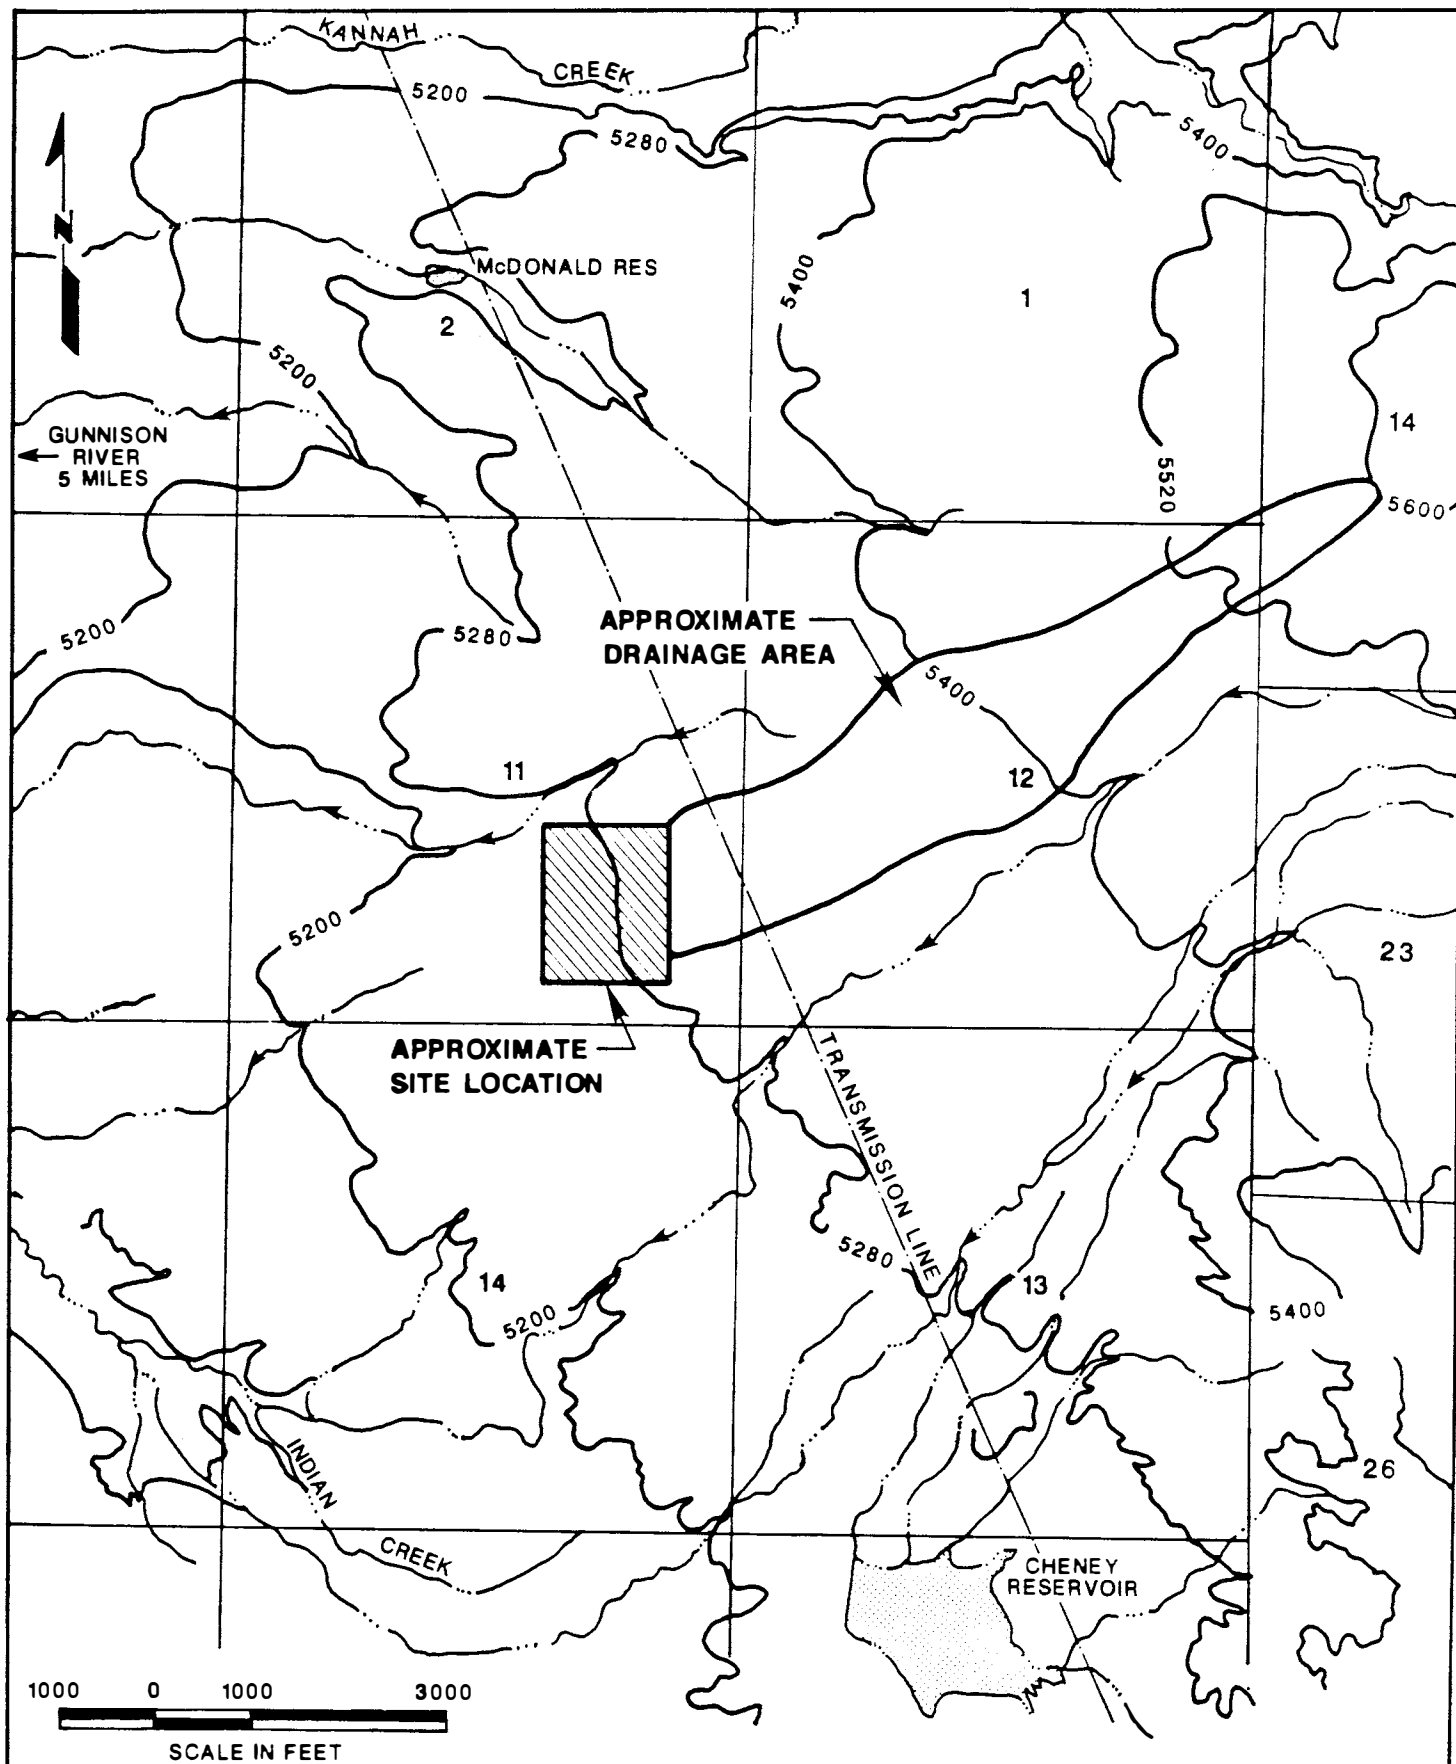 KANNAH
CREEK
5200
5280
5400
N
McDONALD RES
5400
1
2
5200
14
GUNNISON
RIVER
5 MILES
5520
5600
5200
5280
APPROXIMATE
DRAINAGE AREA
5400
11
12
5200
23
APPROXIMATE
SITE LOCATION
TRANSMISSION LINE
5280
14
13
5200
5400
INDIAN
CREEK
26
CHENEY
RESERVOIR
1000 0 1000 3000
SCALE IN FEET